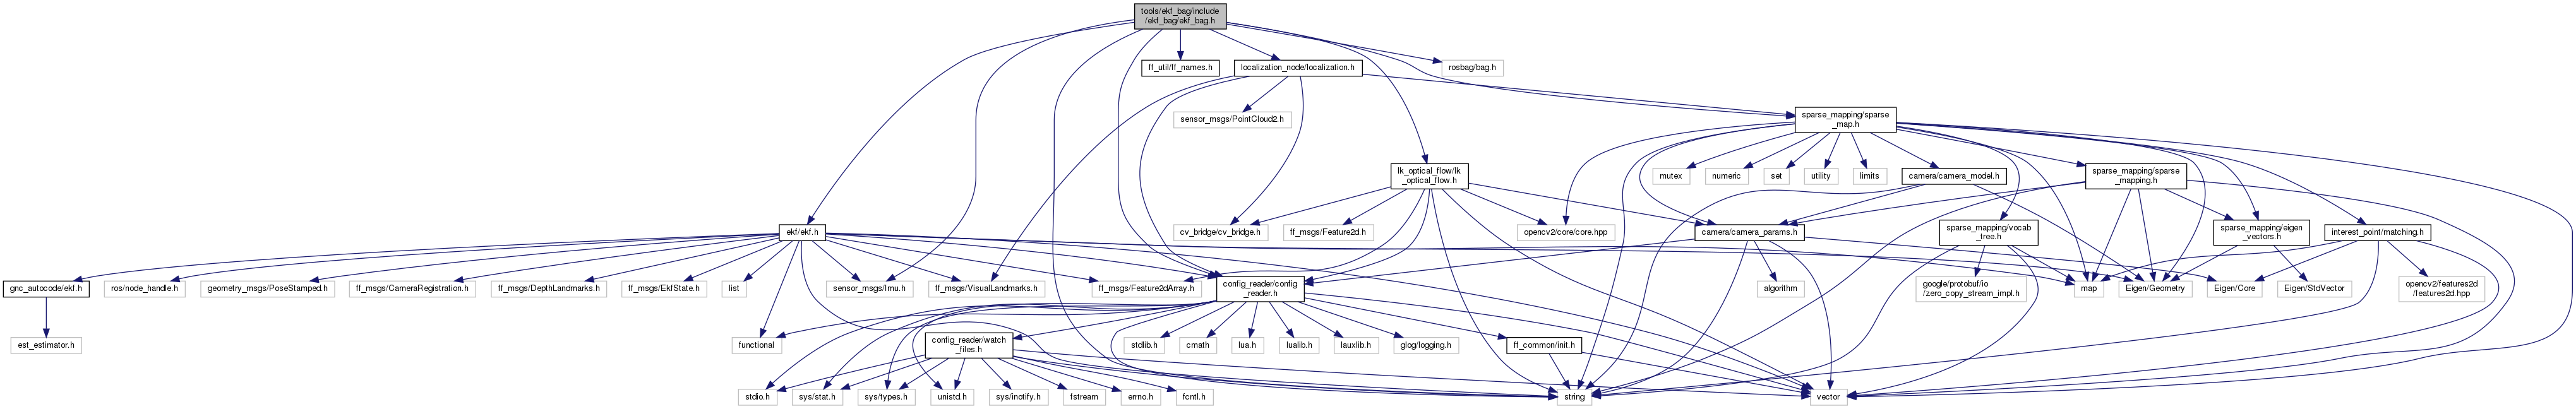 tools/ekf_bag/include
/ekf_bag/ekf_bag.h
ff_util/ff_names.h
localization_node/localization.h
rosbag/bag.h
sensor_msgs/PointCloud2.h
sparse_mapping/sparse
_map.h
lk_optical_flow/lk
_optical_flow.h
mutex
numeric
set
utility
limits
camera/camera_model.h
sparse_mapping/sparse
_mapping.h
ekf/ekf.h
cv_bridge/cv_bridge.h
ff_msgs/Feature2d.h
opencv2/core/core.hpp
camera/camera_params.h
sparse_mapping/vocab
_tree.h
sparse_mapping/eigen
_vectors.h
interest_point/matching.h
gnc_autocode/ekf.h
ros/node_handle.h
geometry_msgs/PoseStamped.h
ff_msgs/CameraRegistration.h
ff_msgs/DepthLandmarks.h
ff_msgs/EkfState.h
list
sensor_msgs/Imu.h
ff_msgs/VisualLandmarks.h
ff_msgs/Feature2dArray.h
config_reader/config
_reader.h
algorithm
google/protobuf/io
/zero_copy_stream_impl.h
map
Eigen/Geometry
Eigen/Core
Eigen/StdVector
opencv2/features2d
/features2d.hpp
est_estimator.h
functional
config_reader/watch
_files.h
stdlib.h
cmath
lua.h
lualib.h
lauxlib.h
glog/logging.h
ff_common/init.h
stdio.h
sys/stat.h
sys/types.h
unistd.h
sys/inotify.h
fstream
errno.h
fcntl.h
string
vector